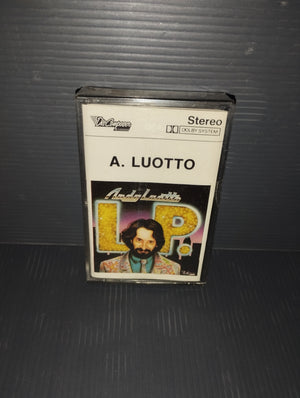 Stereo
DOLBY SYSTEM
A. LUOTTO
Andy Luotto
L.P.